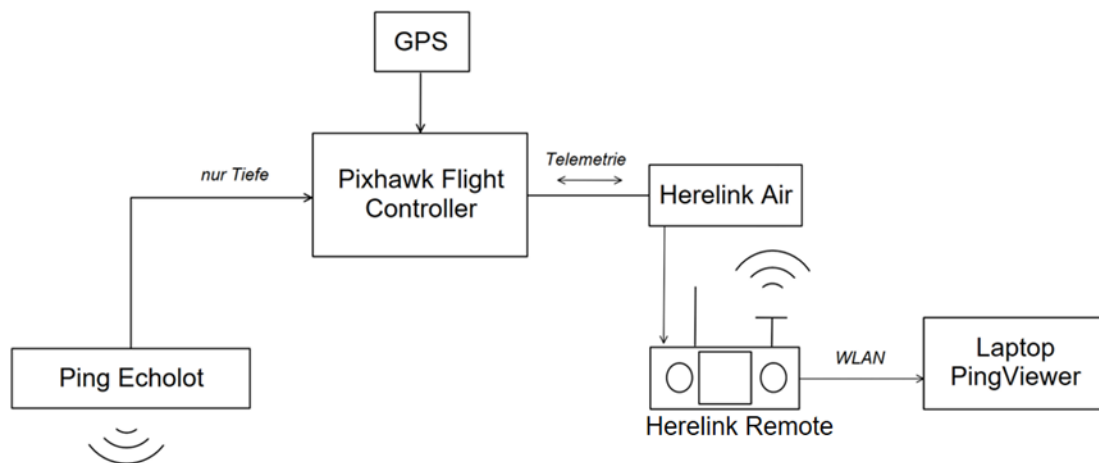 GPS
nur Tiefe
Pixhawk Flight
Controller
Telemetrie
Herelink Air
Ping Echolot
WLAN
Laptop
PingViewer
Herelink Remote